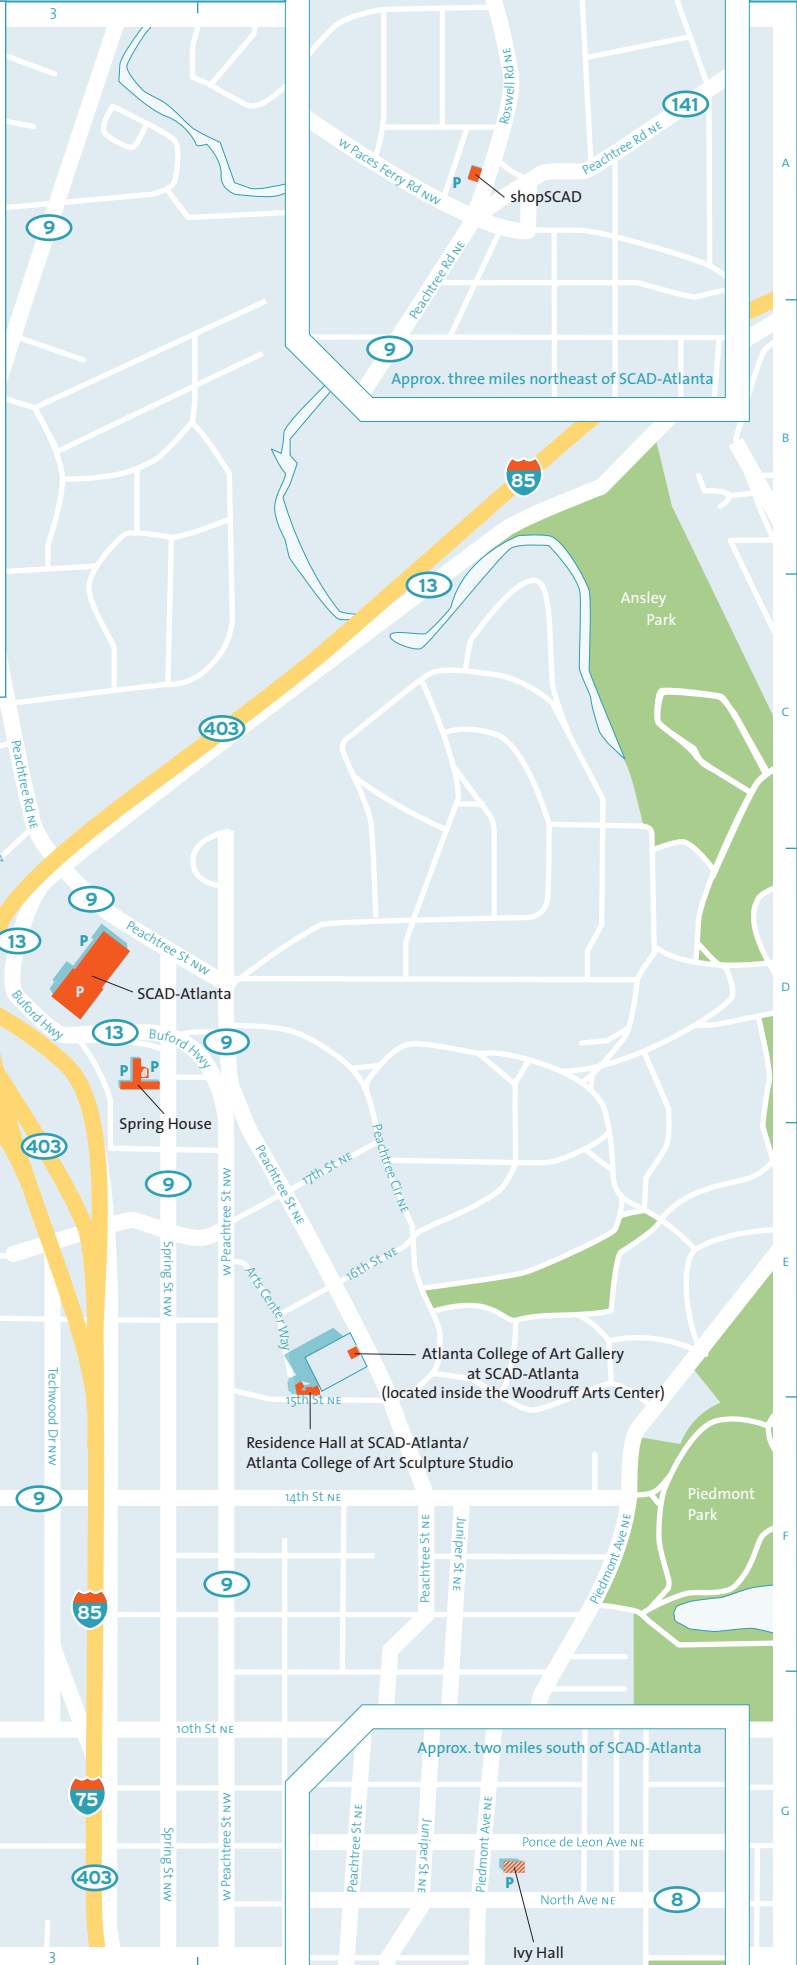 3
Roswell Rd NE
141
A
W Paces Ferry Rd NW
Peachtree Rd NE
P
shopSCAD
9
Peachtree Rd NE
9
Approx. three miles northeast of SCAD-Atlanta
B
85
13
Ansley
Park
403
C
Peachtree Rd NE
9
13
P
Peachtree St NW
P
SCAD-Atlanta
D
Buford Hwy
13
Buford Hwy
9
P
P
Spring House
403
Peachtree Cir NE
17th St NE
Peachtree St NE
9
W Peachtree St NW
Spring St NW
16th St NE
E
Arts Center Way
Atlanta College of Art Gallery
at SCAD-Atlanta
(located inside the Woodruff Arts Center)
15th St NE
Techwood Dr NW
Residence Hall at SCAD-Atlanta/
Atlanta College of Art Sculpture Studio
9
14th St NE
Piedmont
Park
F
Peachtree St NE
Juniper St NE
Piedmont Ave NE
9
85
10th St NE
Approx. two miles south of SCAD-Atlanta
75
G
Spring St NW
W Peachtree St NW
Peachtree St NE
Juniper St NE
Piedmont Ave NE
Ponce de Leon Ave NE
403
P
North Ave NE
8
Ivy Hall
3